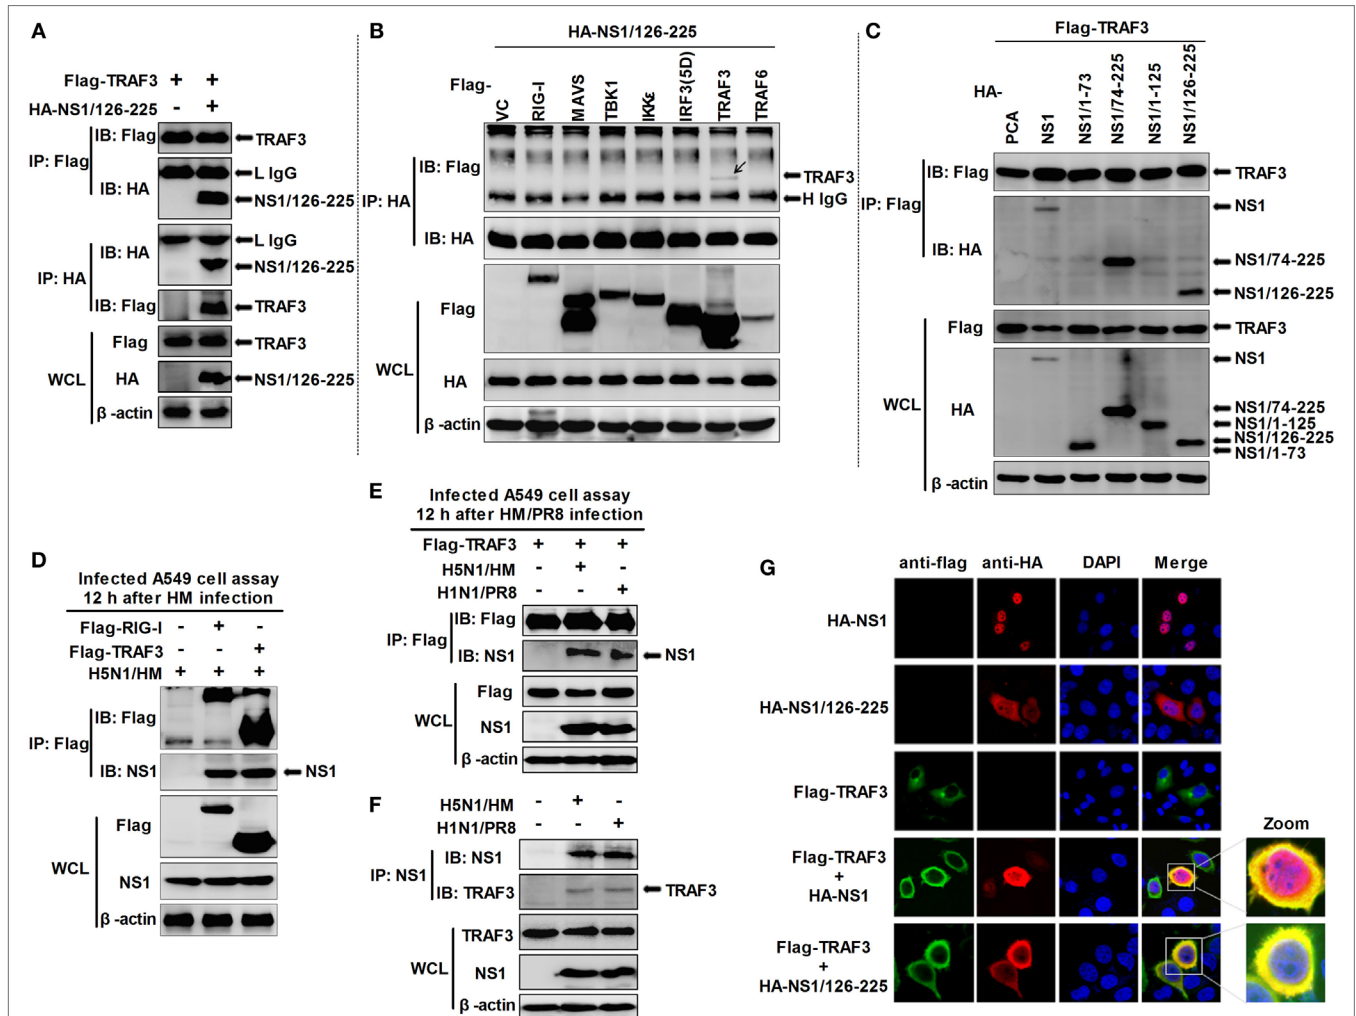 A
Flag-TRAF3 + +
HA-NS1/126-225 - +
IP: Flag
IB: Flag
TRAF3
L IgG
IB: HA
NS1/126-225
L IgG
IB: HA
NS1/126-225
IP: HA
IB: Flag
TRAF3
WCL
Flag
TRAF3
HA
NS1/126-225
β -actin
B
HA-NS1/126-225
Flag-
VC
RIG-I
MAVS
TBK1
IKKε
IRF3(5D)
TRAF3
TRAF6
IP: HA
IB: Flag
TRAF3
H IgG
IB: HA
WCL
Flag
HA
β -actin
C
Flag-TRAF3
HA-
PCA
NS1
NS1/1-73
NS1/74-225
NS1/1-125
NS1/126-225
IP: Flag
IB: Flag
TRAF3
NS1
IB: HA
NS1/74-225
NS1/126-225
WCL
Flag
TRAF3
NS1
HA
NS1/74-225
NS1/1-125
NS1/126-225
NS1/1-73
β -actin
D
Infected A549 cell assay
12 h after HM infection
Flag-RIG-I - + -
Flag-TRAF3 - - +
H5N1/HM + + +
IP: Flag
IB: Flag
IB: NS1
NS1
WCL
Flag
NS1
β -actin
E
Infected A549 cell assay
12 h after HM/PR8 infection
Flag-TRAF3 + + +
H5N1/HM - + -
H1N1/PR8 - - +
IP: Flag
IB: Flag
IB: NS1
NS1
WCL
Flag
NS1
β -actin
F
H5N1/HM - + -
H1N1/PR8 - - +
IP: NS1
IB: NS1
IB: TRAF3
TRAF3
WCL
TRAF3
NS1
β -actin
G
anti-flag anti-HA DAPI Merge
HA-NS1
HA-NS1/126-225
Flag-TRAF3
Flag-TRAF3
+
HA-NS1
Zoom
Flag-TRAF3
+
HA-NS1/126-225